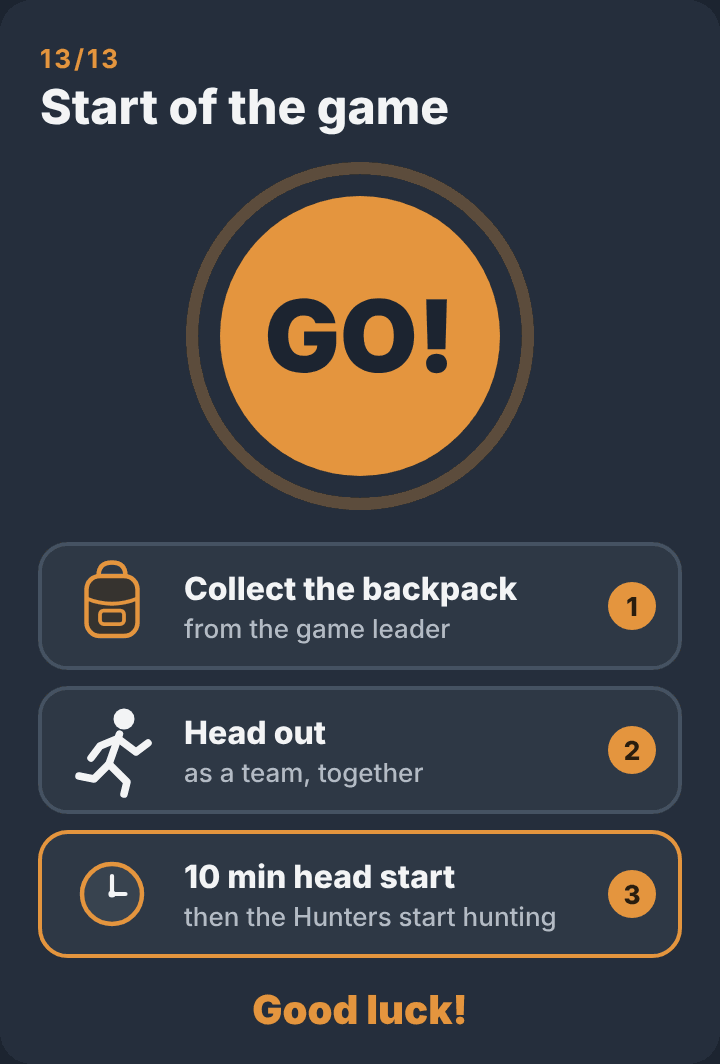 13/13
Start of the game
GO!
Collect the backpack
from the game leader
1
Head out
as a team, together
2
10 min head start
then the Hunters start hunting
3
Good luck!